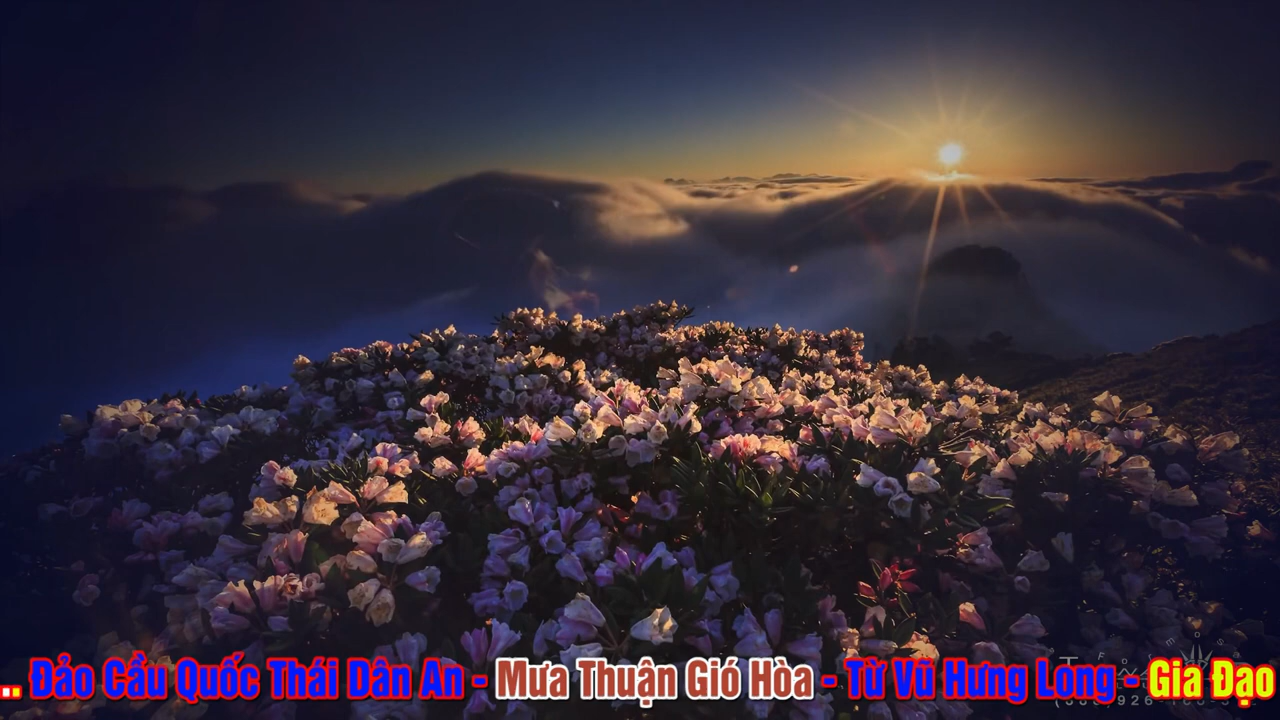 .. Đảo Cầu Quốc Thái Dân An - Mưa Thuận Gió Hòa - Từ Vũ Hưng Long - Gia Đạo